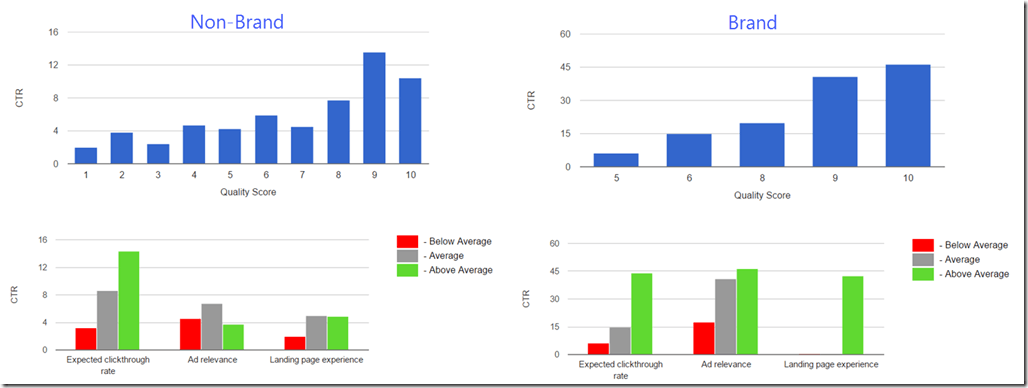 Non-Brand
16
12
8
4
0
CTR
1 2 3 4 5 6 7 8 9 10
Quality Score
Brand
60
45
30
15
0
CTR
5 6 8 9 10
Quality Score
16
12
8
4
0
CTR
- Below Average
- Average
- Above Average
Expected clickthrough Ad relevance Landing page experience
rate
60
45
30
15
0
CTR
- Below Average
- Average
- Above Average
Expected clickthrough Ad relevance Landing page experience
rate